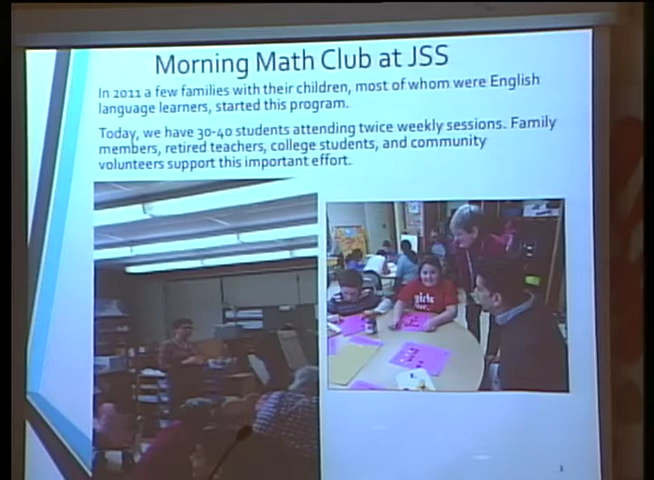 Morning Math Club at JSS
In 2011 a few families with their children, most of whom were English
language learners, started this program.
Today, we have 30-40 students attending twice weekly sessions. Family
members, retired teachers, college students, and community
volunteers support this important effort.
girls
1